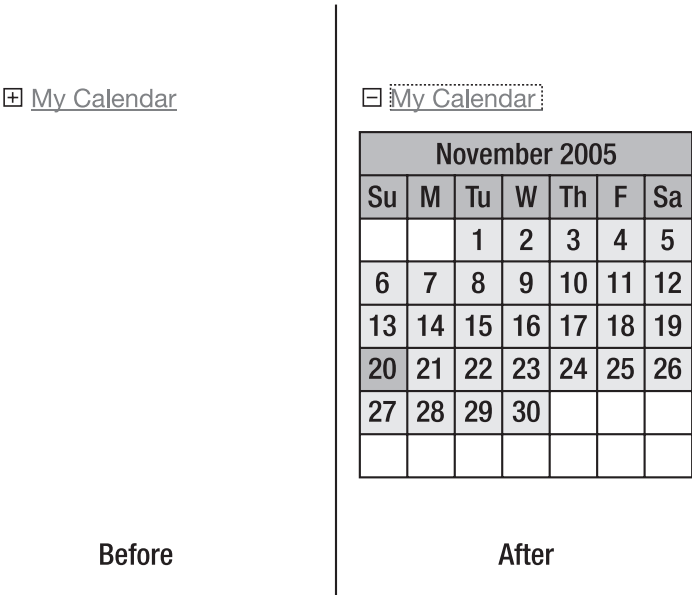 My Calendar
My Calendar
November 2005
Su M Tu W Th F Sa
1 2 3 4 5
6 7 8 9 10 11 12
13 14 15 16 17 18 19
20 21 22 23 24 25 26
27 28 29 30
Before
After